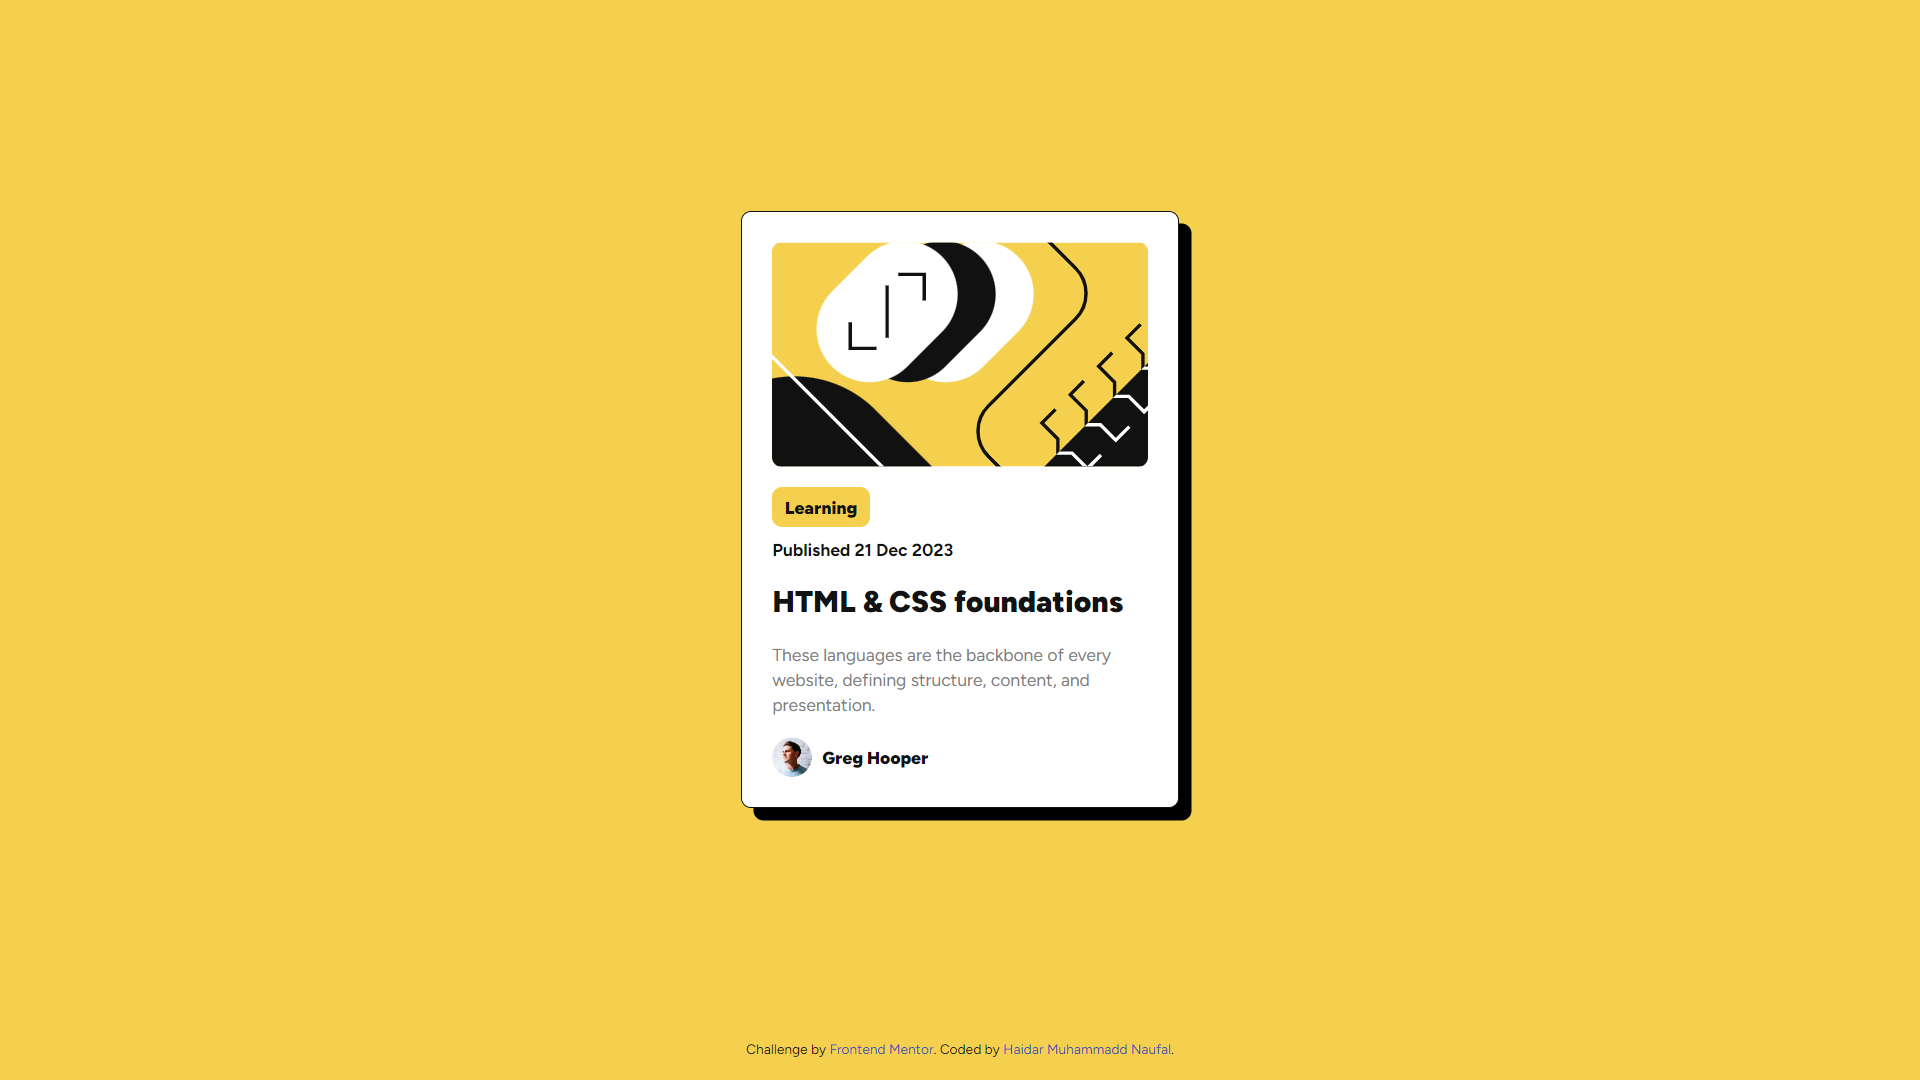 Learning
Published 21 Dec 2023
HTML & CSS foundations
These languages are the backbone of every
website, defining structure, content, and
presentation.
Greg Hooper
Challenge by Frontend Mentor. Coded by Haidar Muhammadd Naufal.